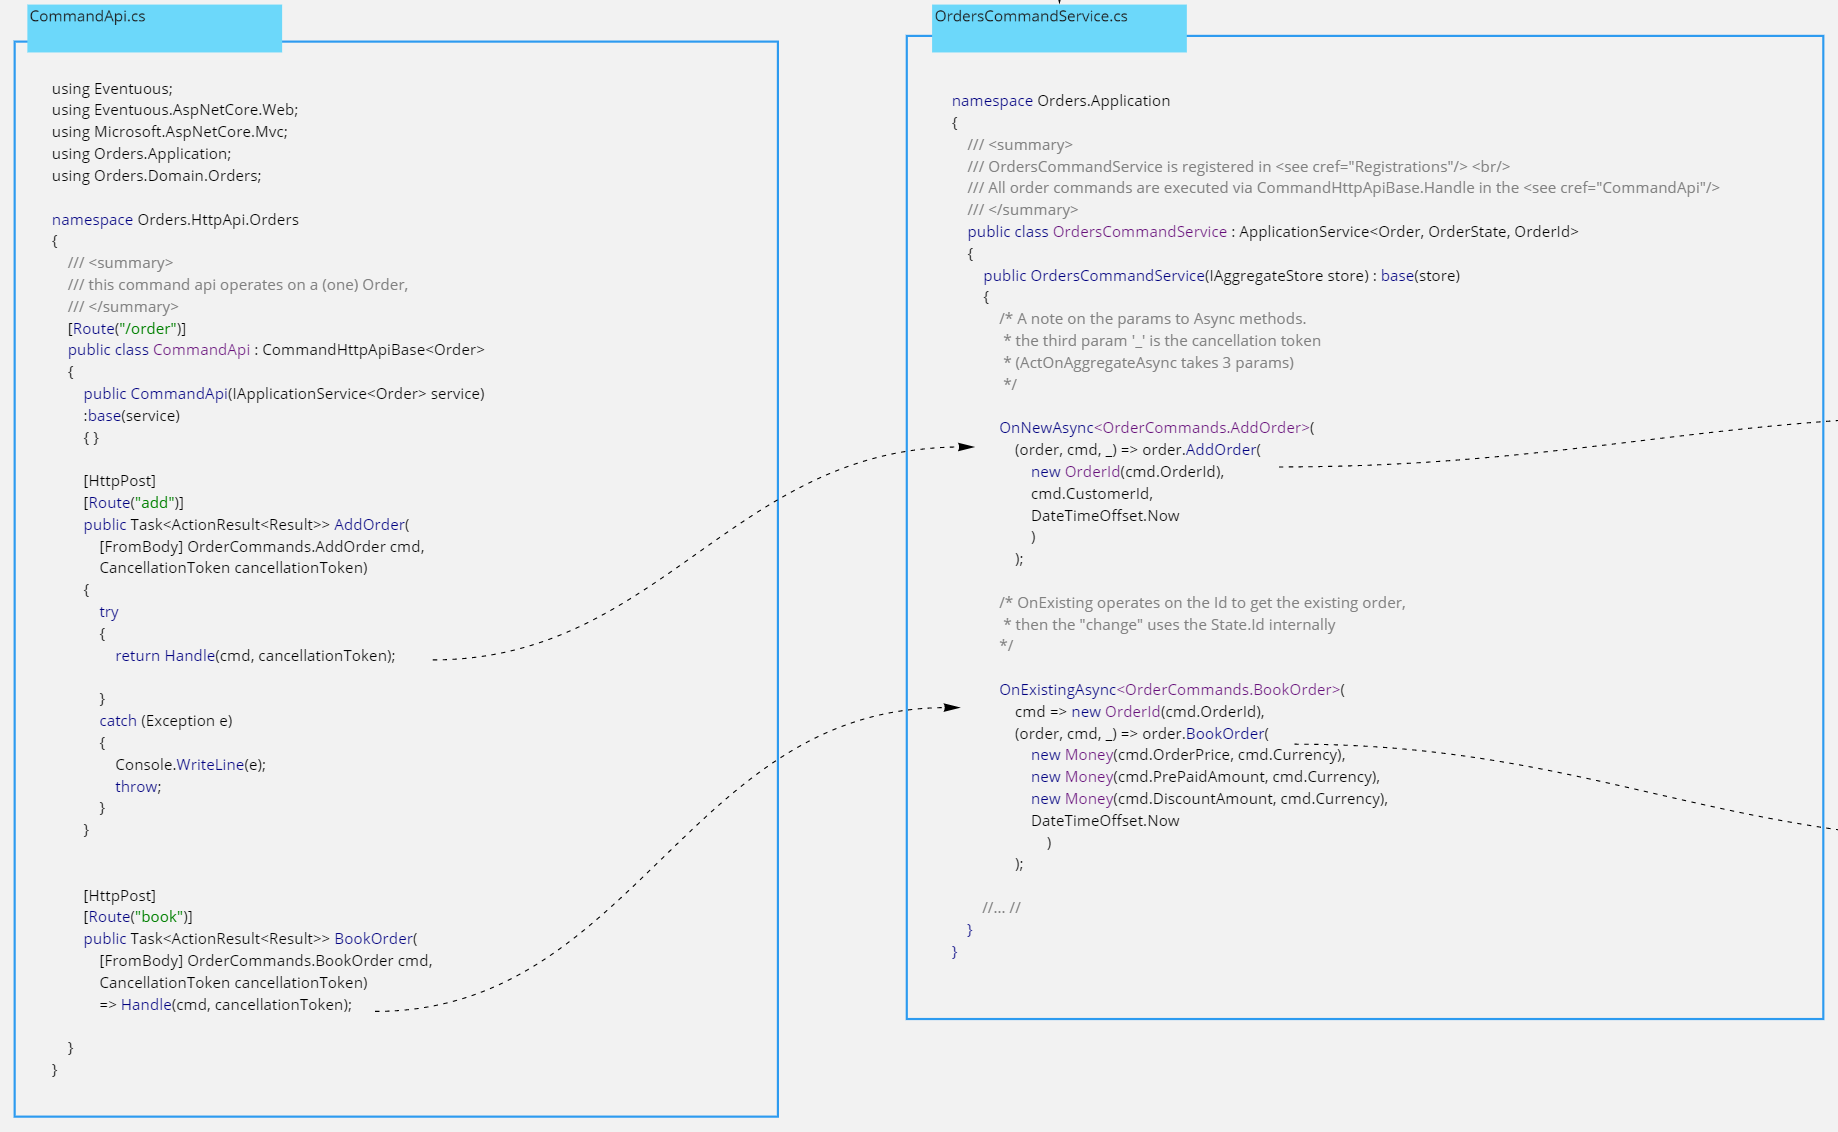 CommandApi.cs
using Eventuous;
using Eventuous.AspNetCore.Web;
using Microsoft.AspNetCore.Mvc;
using Orders.Application;
using Orders.Domain.Orders;
namespace Orders.HttpApi.Orders
{
/// <summary>
/// this command api operates on a (one) Order,
/// </summary>
[Route("/order")]
public class CommandApi : CommandHttpApiBase<Order>
{
public CommandApi(IApplicationService<Order> service)
:base(service)
{ }
[HttpPost]
[Route("add")]
public Task<ActionResult<Result>> AddOrder(
[FromBody] OrderCommands.AddOrder cmd,
CancellationToken cancellationToken)
{
try
{
return Handle(cmd, cancellationToken);
}
catch (Exception e)
{
Console.WriteLine(e);
throw;
}
}
[HttpPost]
[Route("book")]
public Task<ActionResult<Result>> BookOrder(
[FromBody] OrderCommands.BookOrder cmd,
CancellationToken cancellationToken)
=> Handle(cmd, cancellationToken);
}
}
OrdersCommandService.cs
namespace Orders.Application
{
/// <summary>
/// OrdersCommandService is registered in <see cref="Registrations"/> <br/>
/// All order commands are executed via CommandHttpApiBase.Handle in the <see cref="CommandApi"/>
/// </summary>
public class OrdersCommandService : ApplicationService<Order, OrderState, OrderId>
{
public OrdersCommandService(IAggregateStore store) : base(store)
{
/* A note on the params to Async methods.
* the third param '_' is the cancellation token
* (ActOnAggregateAsync takes 3 params)
*/
OnNewAsync<OrderCommands.AddOrder>(
(order, cmd, _) => order.AddOrder(
new OrderId(cmd.OrderId),
cmd.CustomerId,
DateTimeOffset.Now
)
);
/* OnExisting operates on the Id to get the existing order,
* then the "change" uses the State.Id internally
*/
OnExistingAsync<OrderCommands.BookOrder>(
cmd => new OrderId(cmd.OrderId),
(order, cmd, _) => order.BookOrder(
new Money(cmd.OrderPrice, cmd.Currency),
new Money(cmd.PrePaidAmount, cmd.Currency),
new Money(cmd.DiscountAmount, cmd.Currency),
DateTimeOffset.Now
)
);
//... //
}
}